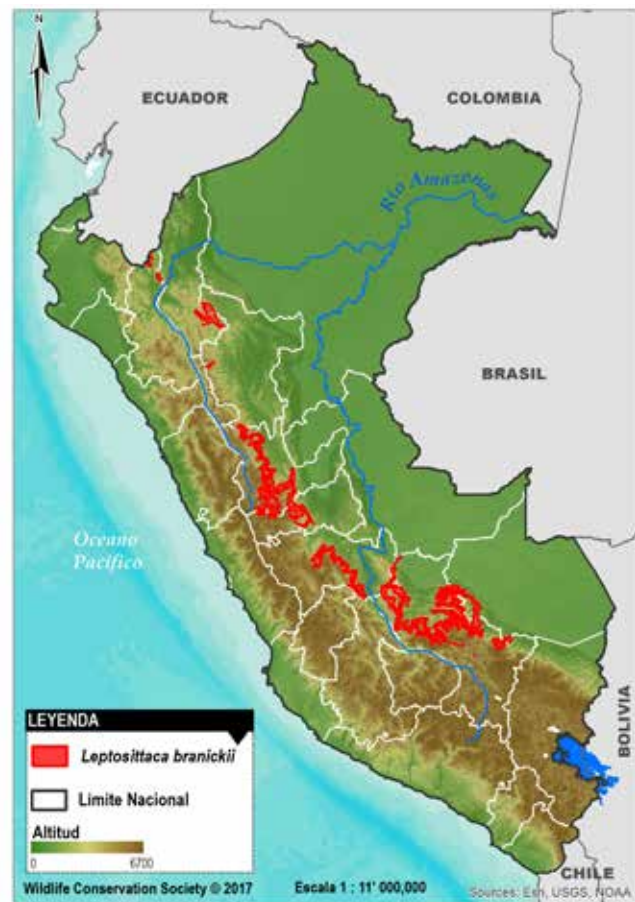 N
ECUADOR
COLOMBIA
Río Amazonas
BRASIL
Oceano
Pacífico
BOLIVIA
LEYENDA
Leptosittaca branickii
Limite Nacional
Altitud
0 6700
CHILE
Wildlife Conservation Society © 2017 Escala 1 : 11' 000,000 Sources: Esri, USGS, NOAA